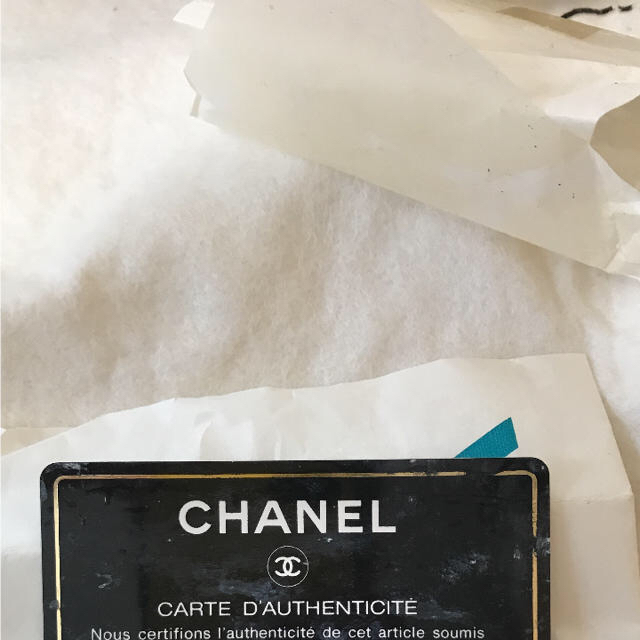 CHANEL
CARTE D'AUTHENTICITÉ
Nous certifions l'authenticité de cet article soumis